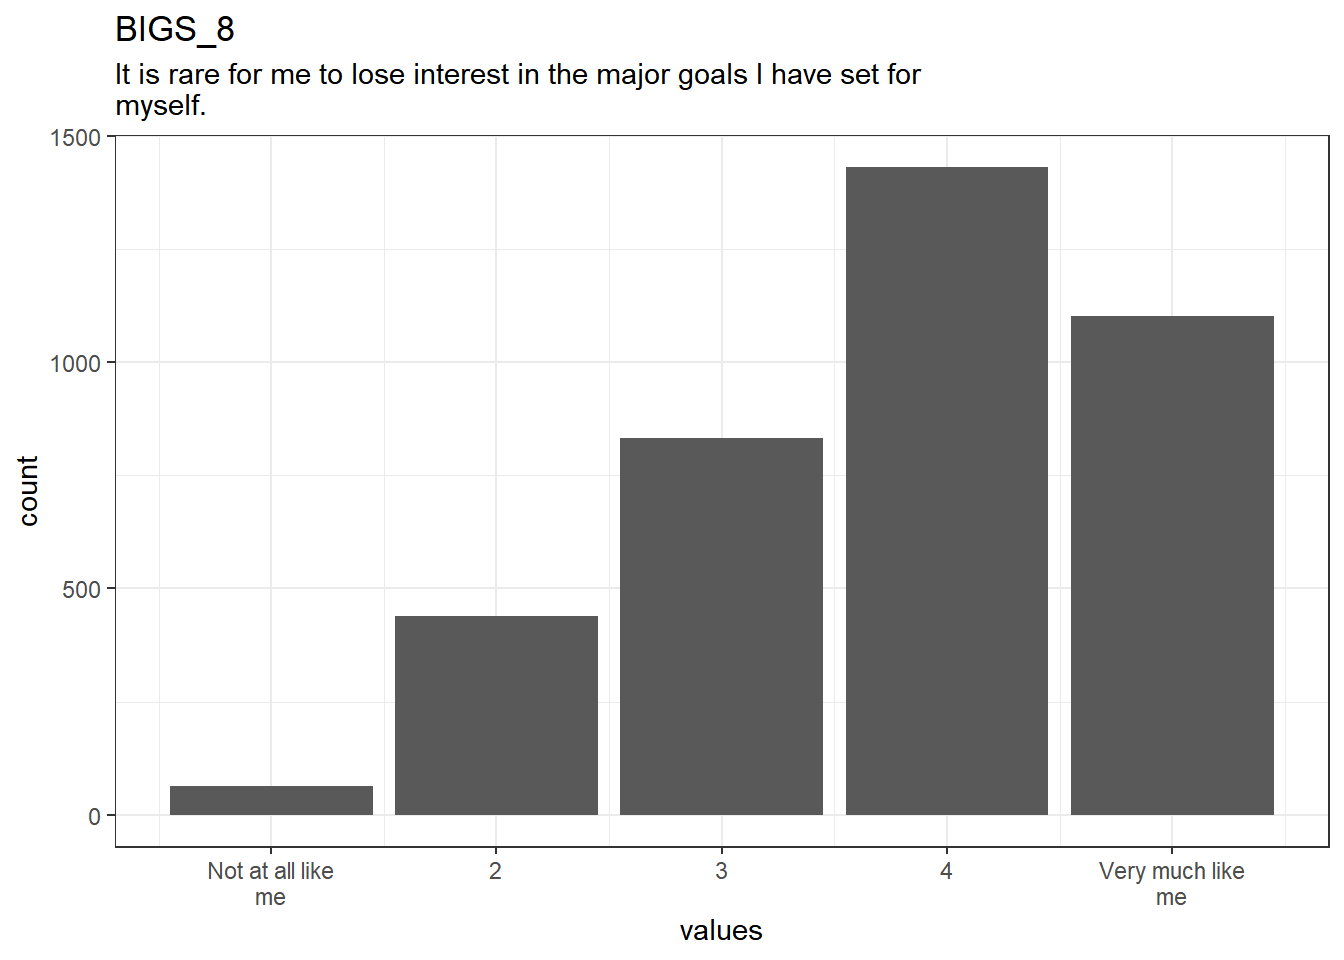 BIGS_8
It is rare for me to lose interest in the major goals I have set for
myself.
1500
1000
500
0
count
Not at all like
me
2
3
4
Very much like
me
values